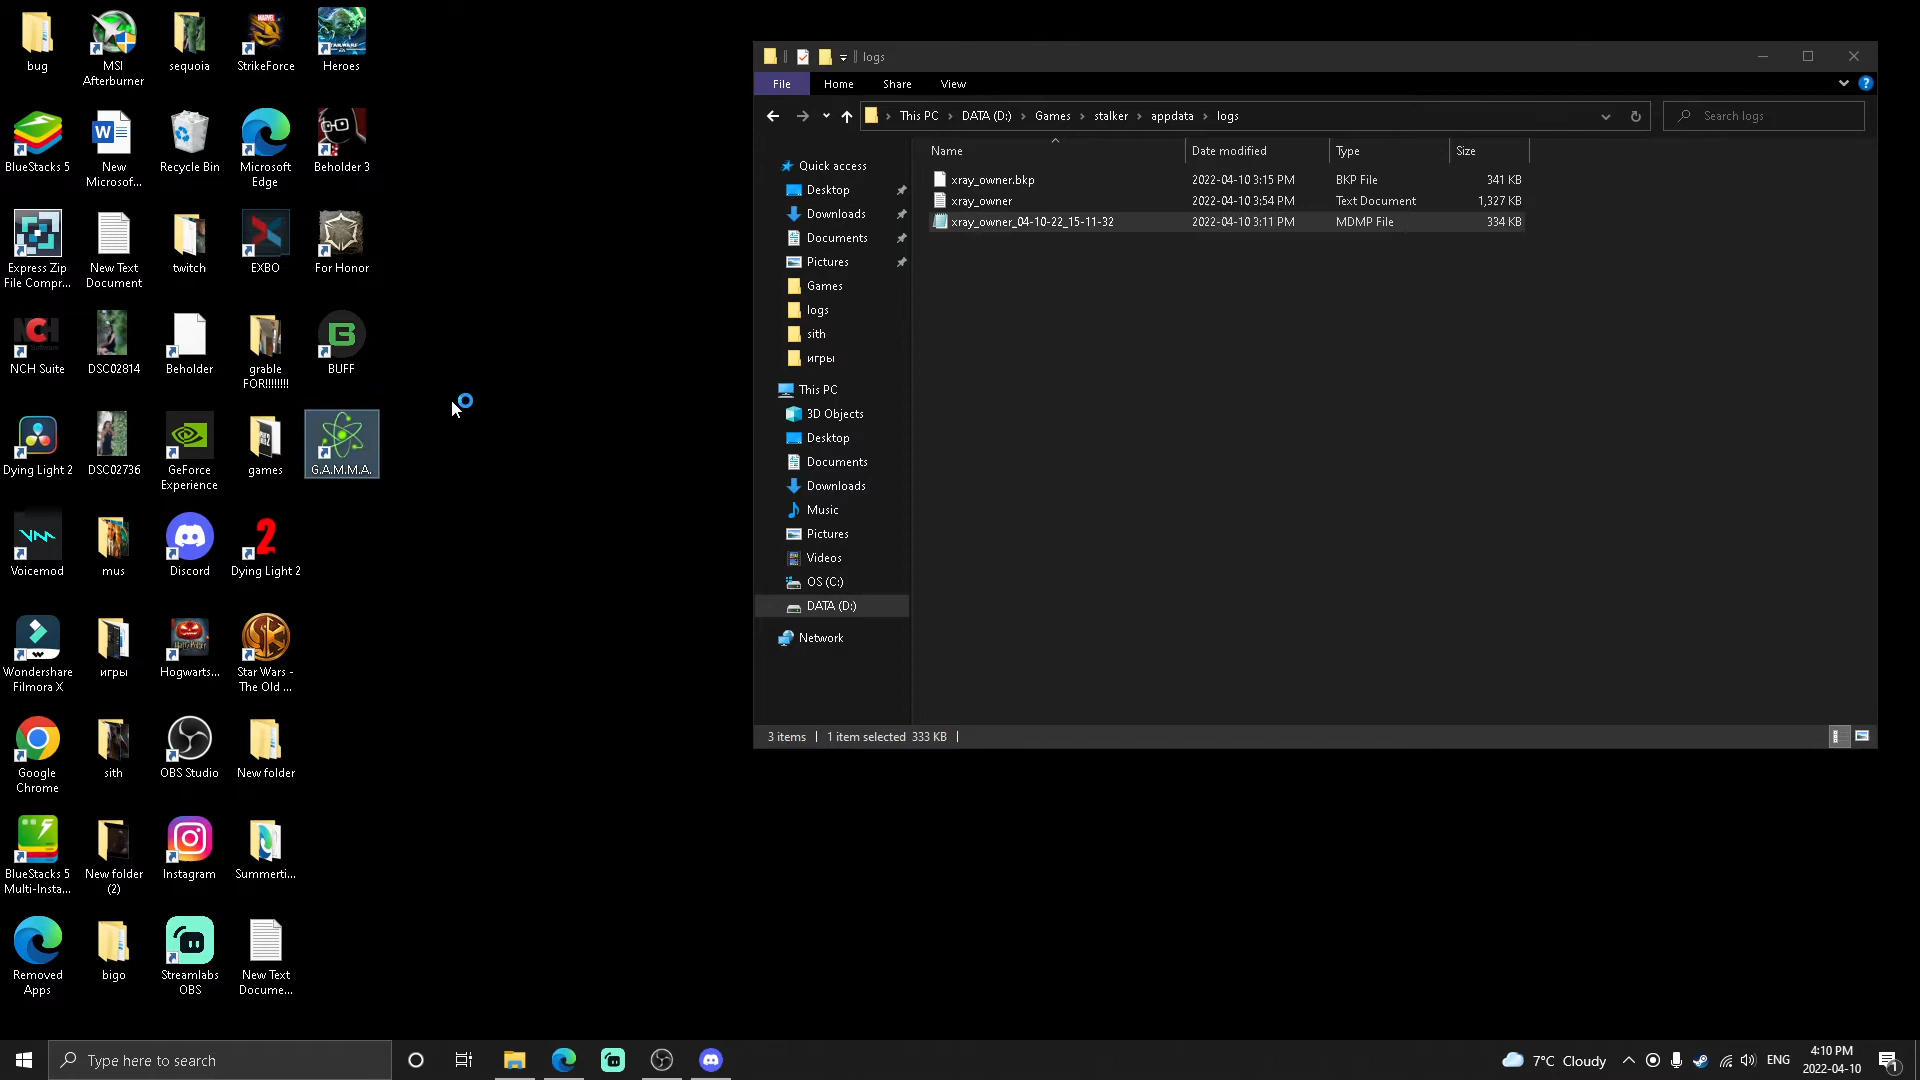 bug
MSI
Afterburner
sequoia
StrikeForce
Heroes
BlueStacks 5
New
Microsof...
Recycle Bin
Microsoft
Edge
Beholder 3
Express Zip
File Compr...
New Text
Document
twitch
EXBO
For Honor
NCH Suite
DSC02814
Beholder
grable
FOR!!!!!!!!
BUFF
Dying Light 2
DSC02736
GeForce
Experience
games
G.A.M.M.A.
Voicemod
mus
Discord
Dying Light 2
Wondershare
Filmora X
игры
Hogwarts...
Star Wars -
The Old ...
Google
Chrome
sith
OBS Studio
New folder
BlueStacks 5
Multi-Insta...
New folder
(2)
Instagram
Summerti...
Removed
Apps
bigo
Streamlabs
OBS
New Text
Docume...
logs
File Home Share View
This PC › DATA (D:) › Games › stalker › appdata › logs
Search logs
Name Date modified Type Size
xray_owner.bkp 2022-04-10 3:15 PM BKP File 341 KB
xray_owner 2022-04-10 3:54 PM Text Document 1,327 KB
xray_owner_04-10-22_15-11-32 2022-04-10 3:11 PM MDMP File 334 KB
Quick access
Desktop
Downloads
Documents
Pictures
Games
logs
sith
игры
This PC
3D Objects
Desktop
Documents
Downloads
Music
Pictures
Videos
OS (C:)
DATA (D:)
Network
3 items 1 item selected 333 KB
Type here to search
7°C Cloudy
ENG
4:10 PM
2022-04-10
1